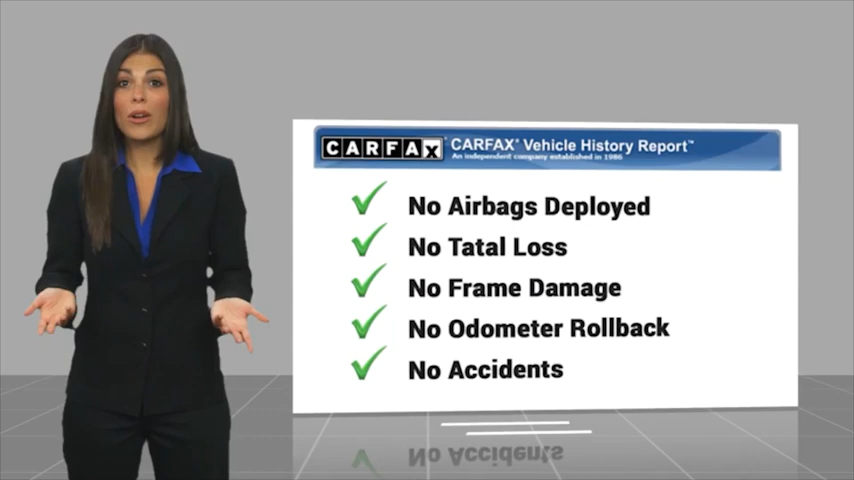 CARFAX CARFAX® Vehicle History Report™
An independent company established in 1986
No Airbags Deployed
No Tatal Loss
No Frame Damage
No Odometer Rollback
No Accidents
No Accidents